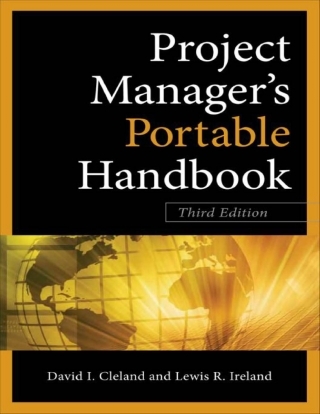 Project
Manager's
Portable
Handbook
Third Edition
David I. Cleland and Lewis R. Ireland